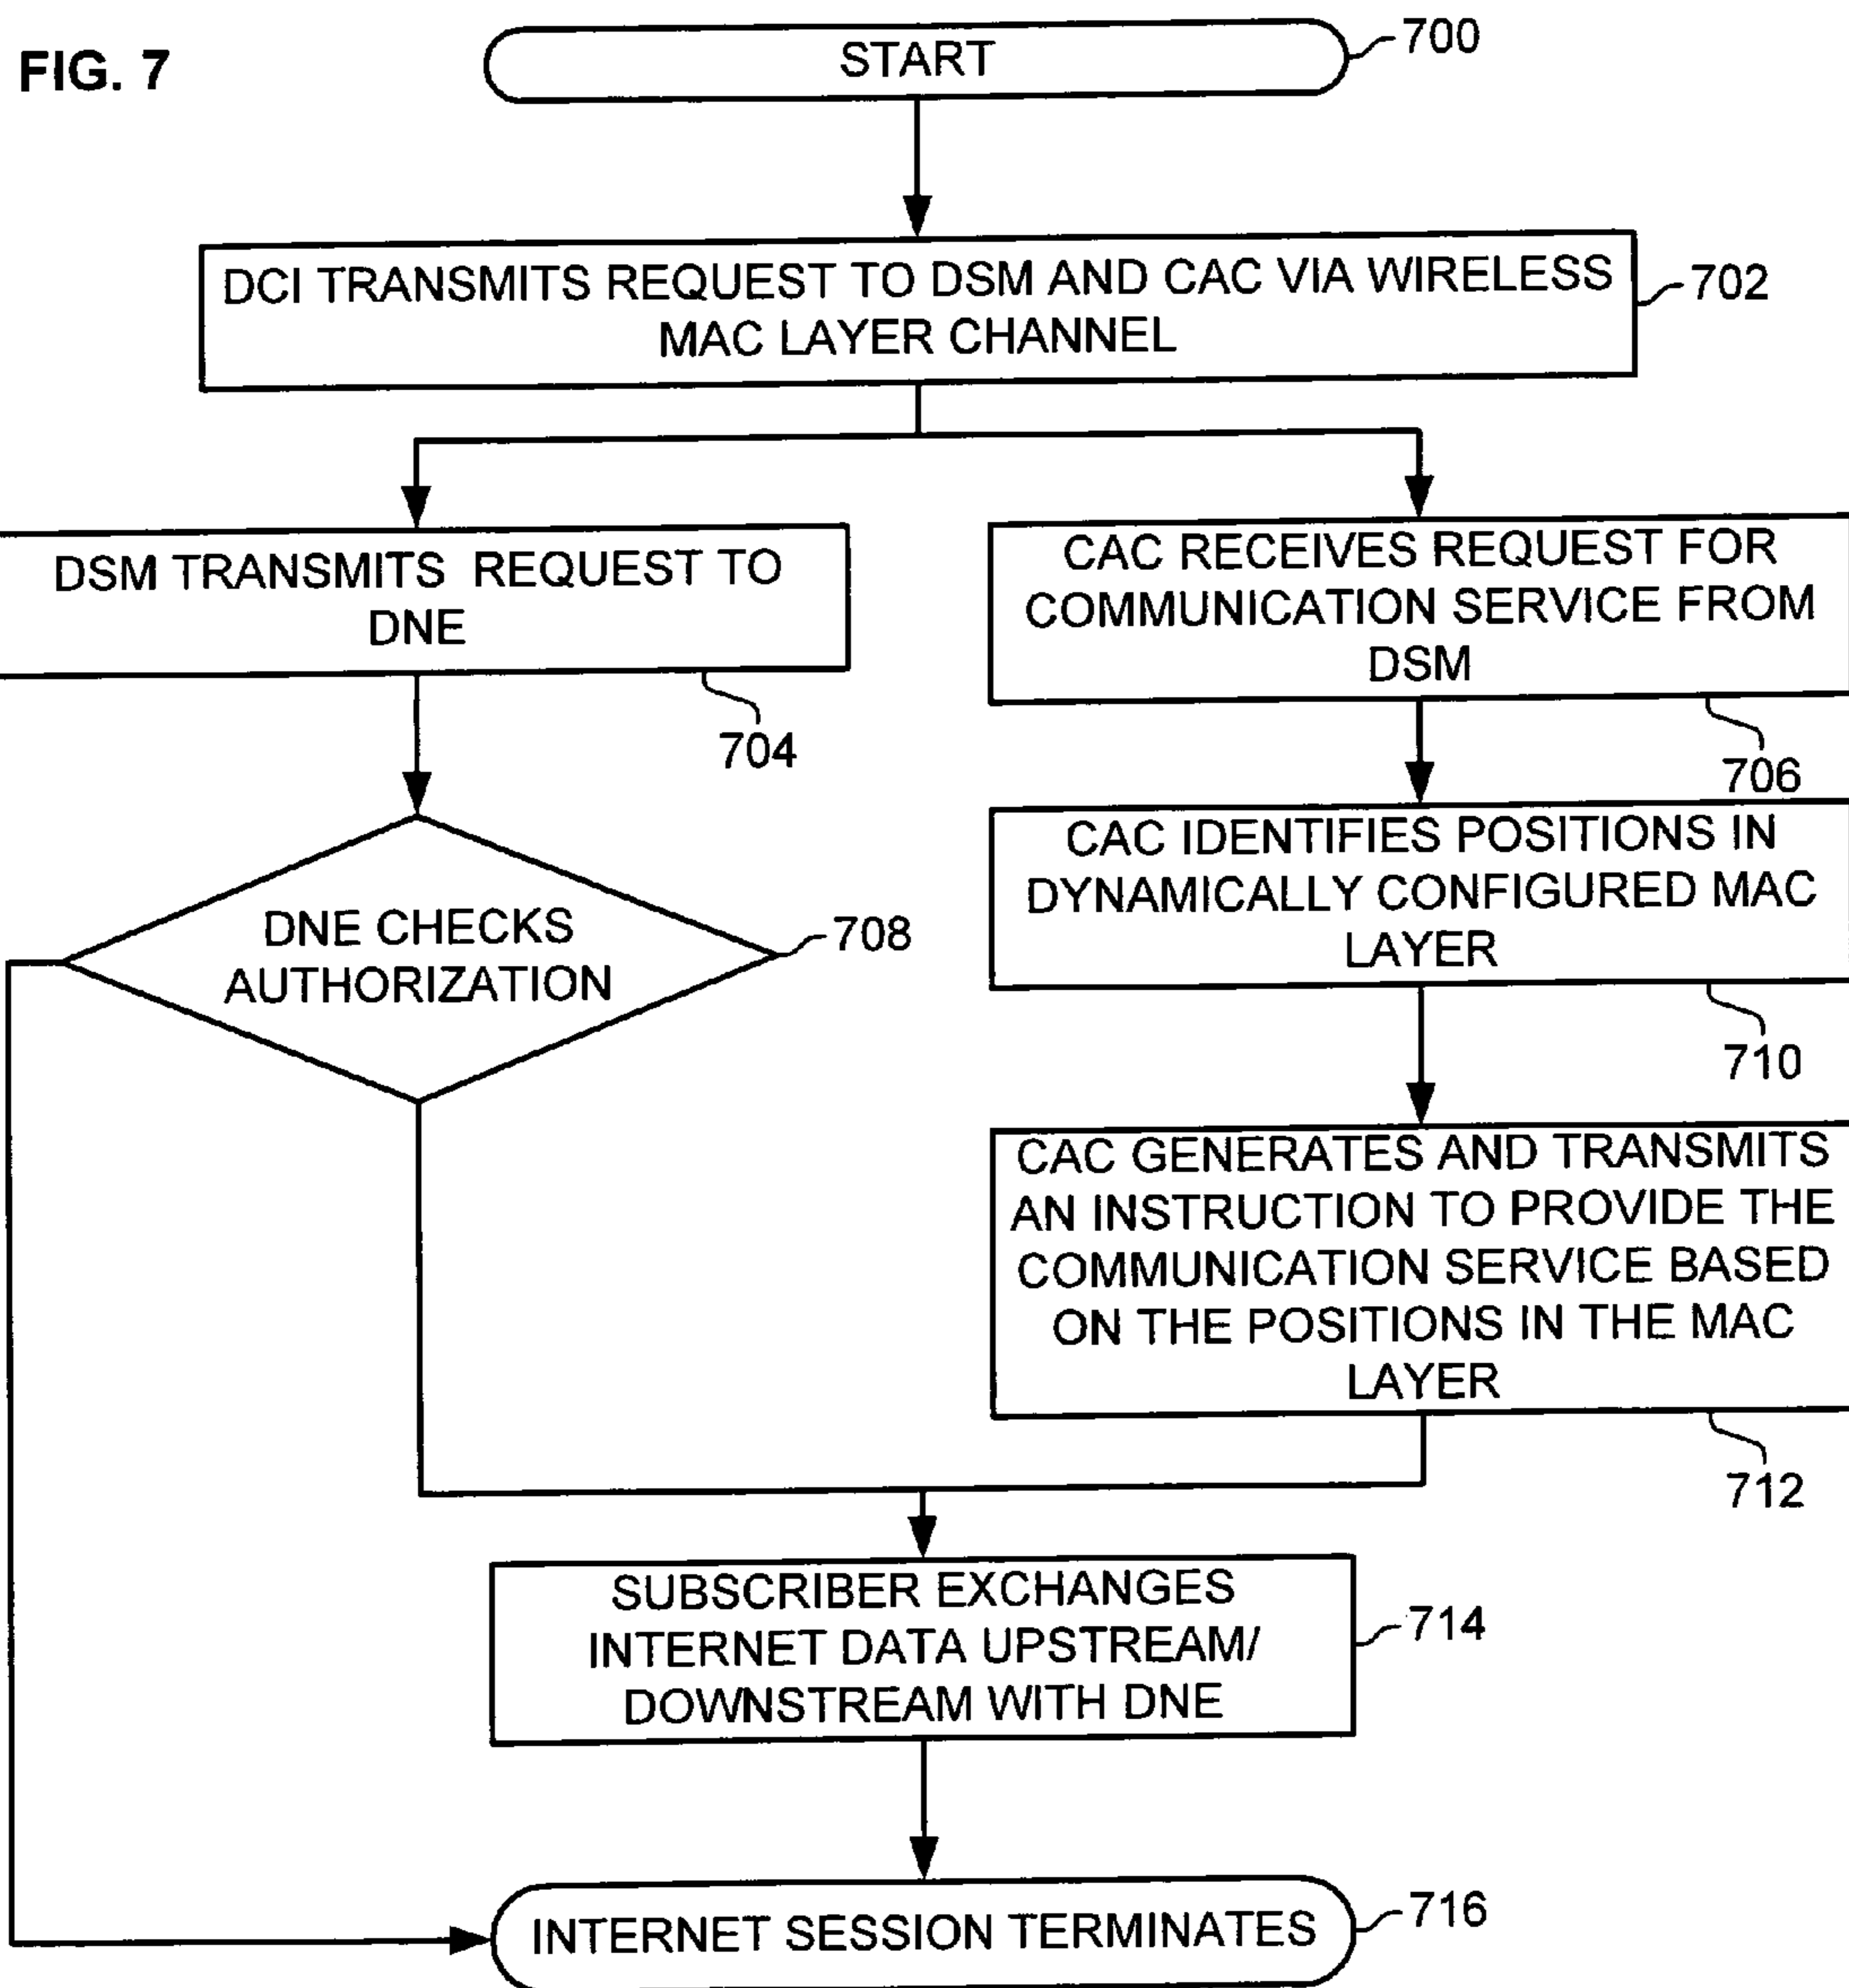 FIG. 7
START
700
DCI TRANSMITS REQUEST TO DSM AND CAC VIA WIRELESS
MAC LAYER CHANNEL
702
DSM TRANSMITS REQUEST TO
DNE
704
CAC RECEIVES REQUEST FOR
COMMUNICATION SERVICE FROM
DSM
706
DNE CHECKS
AUTHORIZATION
708
CAC IDENTIFIES POSITIONS IN
DYNAMICALLY CONFIGURED MAC
LAYER
710
CAC GENERATES AND TRANSMITS
AN INSTRUCTION TO PROVIDE THE
COMMUNICATION SERVICE BASED
ON THE POSITIONS IN THE MAC
LAYER
712
SUBSCRIBER EXCHANGES
INTERNET DATA UPSTREAM/
DOWNSTREAM WITH DNE
714
INTERNET SESSION TERMINATES
716